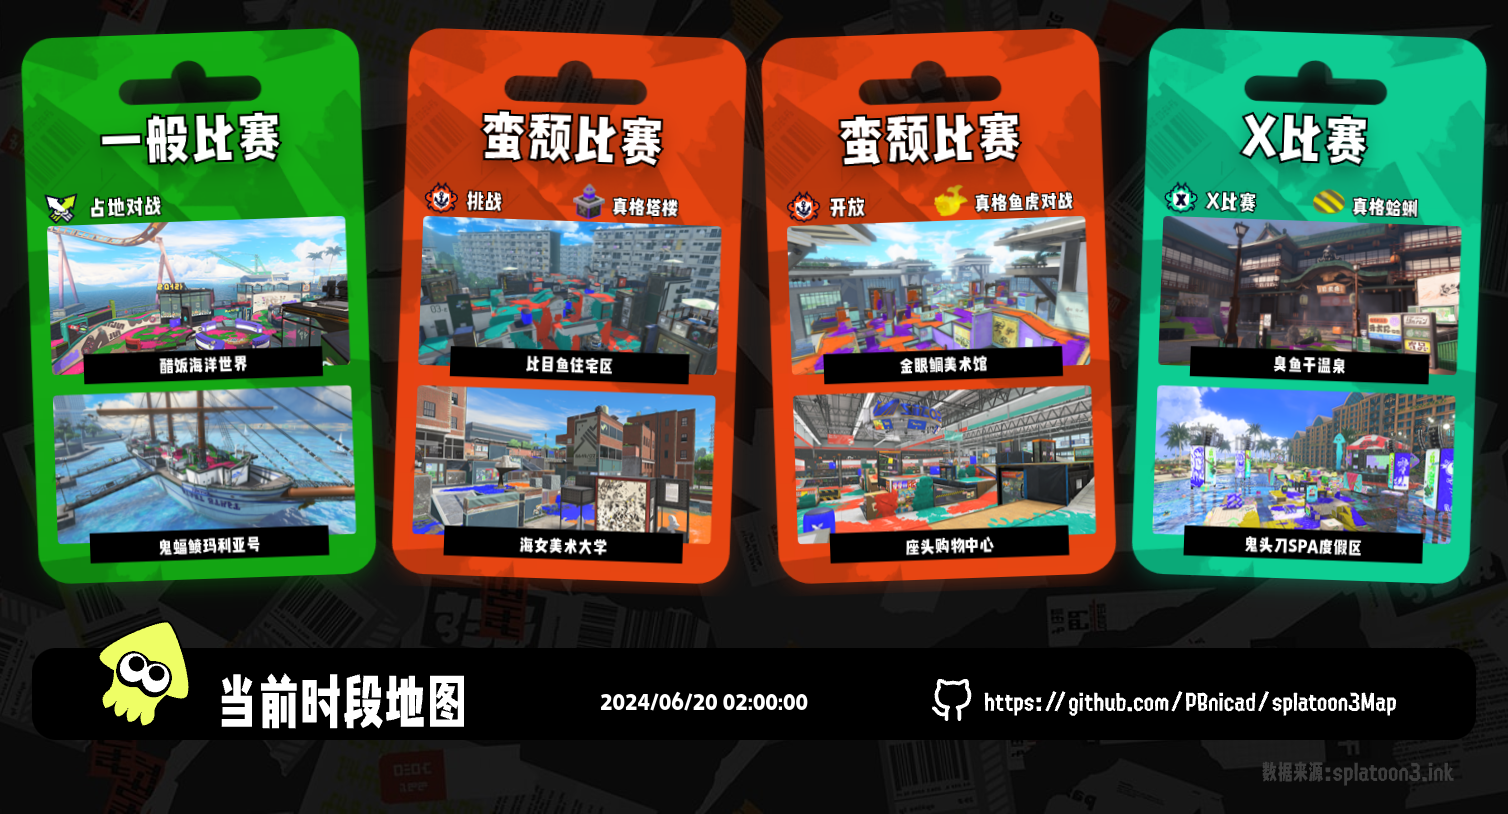 一般比赛
占地对战
醋饭海洋世界
鬼蝠鲼玛利亚号
蛮颓比赛
挑战
真格塔楼
比目鱼住宅区
海女美术大学
蛮颓比赛
开放
真格鱼虎对战
金眼鲷美术馆
座头购物中心
X比赛
X比赛
真格蛤蜊
臭鱼干温泉
鬼头刀SPA度假区
当前时段地图
2024/06/20 02:00:00
https://github.com/PBnicad/splatoon3Map
数据来源:splatoon3.ink